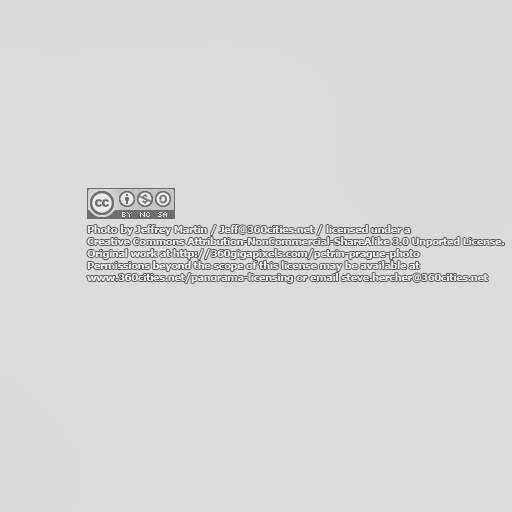 cc BY NC SA
Photo by Jeffrey Martin / Jeff@360cities.net / licensed under a
Creative Commons Attribution-NonCommercial-ShareAlike 3.0 Unported License.
Original work at http://360gigapixels.com/petrin-prague-photo
Permissions beyond the scope of this license may be available at
www.360cities.net/panorama-licensing or email steve.hercher@360cities.net